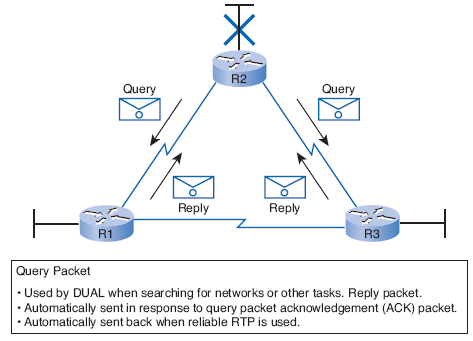 R2
Query
Query
Reply
Reply
R1
R3
Query Packet
• Used by DUAL when searching for networks or other tasks. Reply packet.
• Automatically sent in response to query packet acknowledgement (ACK) packet.
• Automatically sent back when reliable RTP is used.